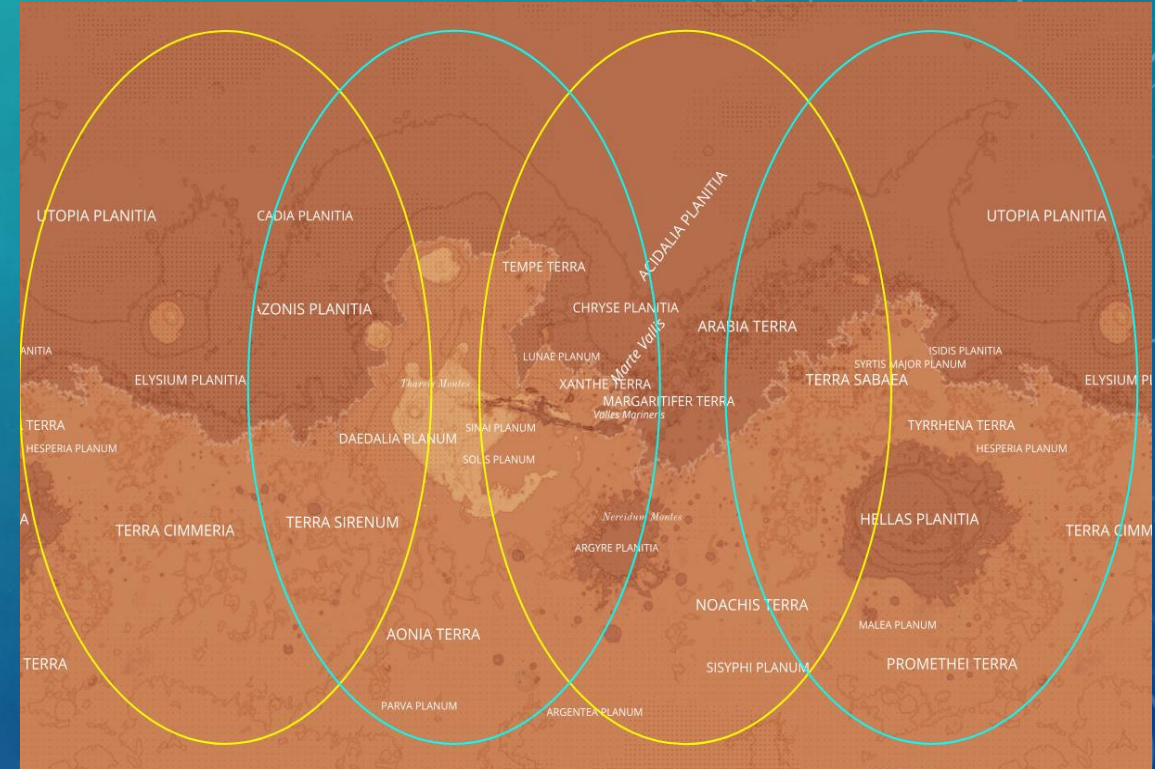 ACIDALIA PLANITIA
UTOPIA PLANITIA
CADIA PLANITIA
UTOPIA PLANITIA
TEMPE TERRA
AZONIS PLANITIA
CHRYSE PLANITIA
Marte Vallis
ARABIA TERRA
ANITIA
LUNAE PLANUM
ISIDIS PLANITIA
SYRTIS MAJOR PLANUM
ELYSIUM PLANITIA
Tharsis Montes
XANTHE TERRA
TERRA SABAEA
ELYSIUM PL
MARGARITIFER TERRA
Valles Marineris
TERRA
SINAI PLANUM
TYRRHENA TERRA
DAEDALIA PLANUM
HESPERIA PLANUM
HESPERIA PLANUM
SOLIS PLANUM
A
TERRA CIMMERIA
TERRA SIRENUM
Nereidum Montes
HELLAS PLANITIA
TERRA CIMM
ARGYRE PLANITIA
NOACHIS TERRA
MALEA PLANUM
AONIA TERRA
TERRA
SISYPHI PLANUM
PROMETHEI TERRA
PARVA PLANUM
ARGENTEA PLANUM